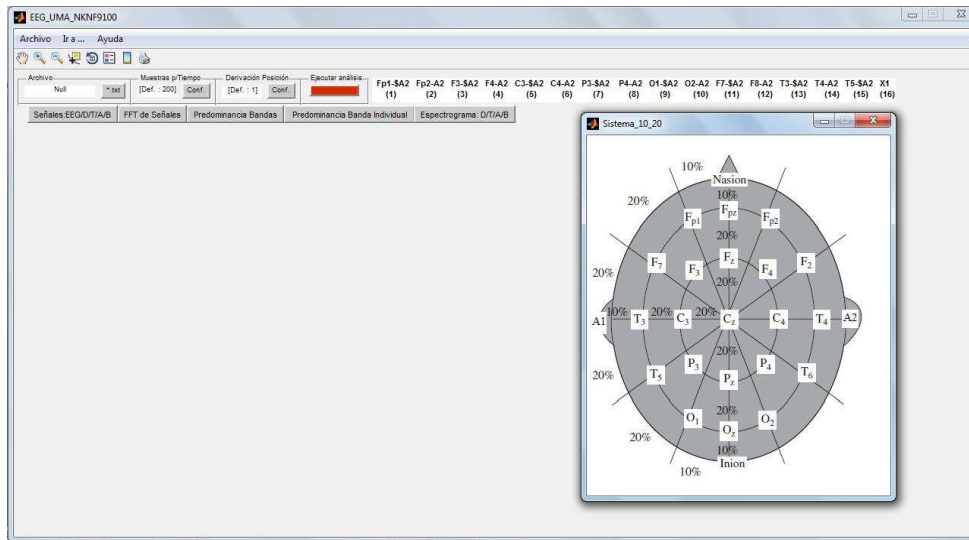 EEG_UMA_NKNF9100
Archivo Ir a ... Ayuda
Archivo Muestras p/Tiempo Derivación Posición Ejecutar análisis
Null *.txt [Def. : 200] Conf. [Def. : 1] Conf.
Fp1-$A2 Fp2-A2 F3-$A2 F4-A2 C3-$A2 C4-A2 P3-$A2 P4-A2 O1-$A2 O2-A2 F7-$A2 F8-A2 T3-$A2 T4-A2 T5-$A2 X1
(1) (2) (3) (4) (5) (6) (7) (8) (9) (10) (11) (12) (13) (14) (15) (16)
Señales:EEG/D/T/A/B FFT de Señales Predominancia Bandas Predominancia Banda Individual Espectrograma: D/T/A/B
Sistema_10_20
10%
Nasion
20% 10%
Fp1 Fpz Fp2
20%
F7 F3 Fz F4 F2
20% 20%
A1 10% T3 20% C3 20% Cz C4 T4 A2
20%
20% T5 P3 Pz P4 T6
20%
O1 Oz O2
20% 10%
Inion
10%